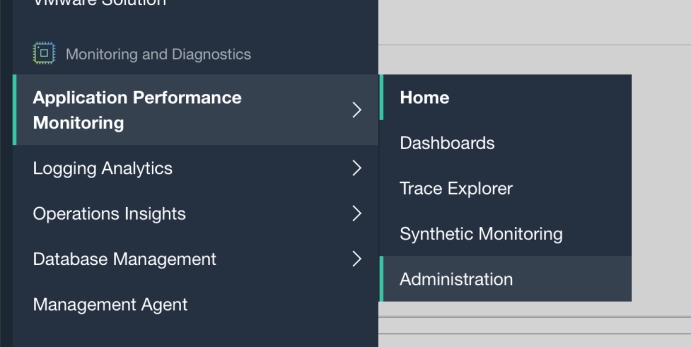 VMware Solution
Monitoring and Diagnostics
Application Performance
Monitoring
Home
Dashboards
Trace Explorer
Synthetic Monitoring
Administration
Logging Analytics
Operations Insights
Database Management
Management Agent